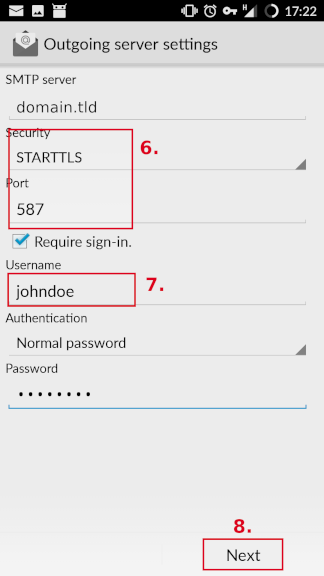 17:22
Outgoing server settings
SMTP server
domain.tld
Security
STARTTLS
6.
Port
587
Require sign-in.
Username
johndoe
7.
Authentication
Normal password
Password
••••••••
8.
Next